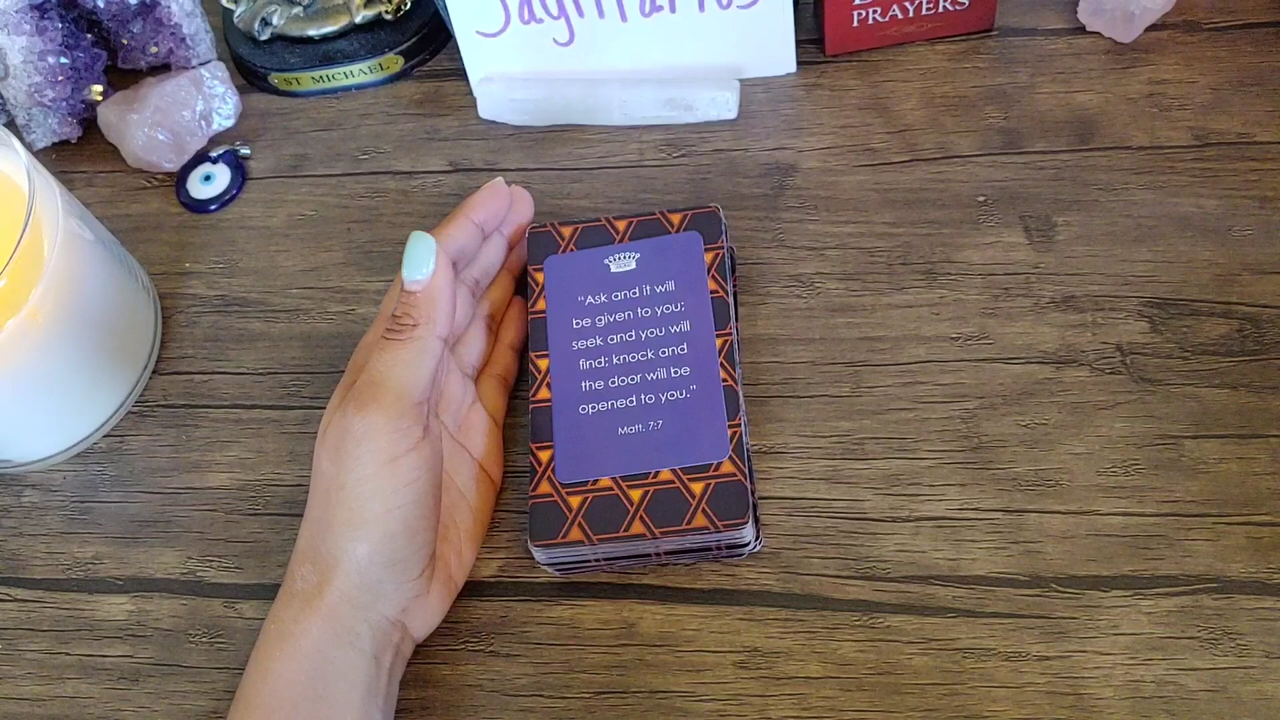 Sagittarius
ST MICHAEL
PRAYERS
“Ask and it will
be given to you;
seek and you will
find; knock and
the door will be
opened to you.”
Matt. 7:7